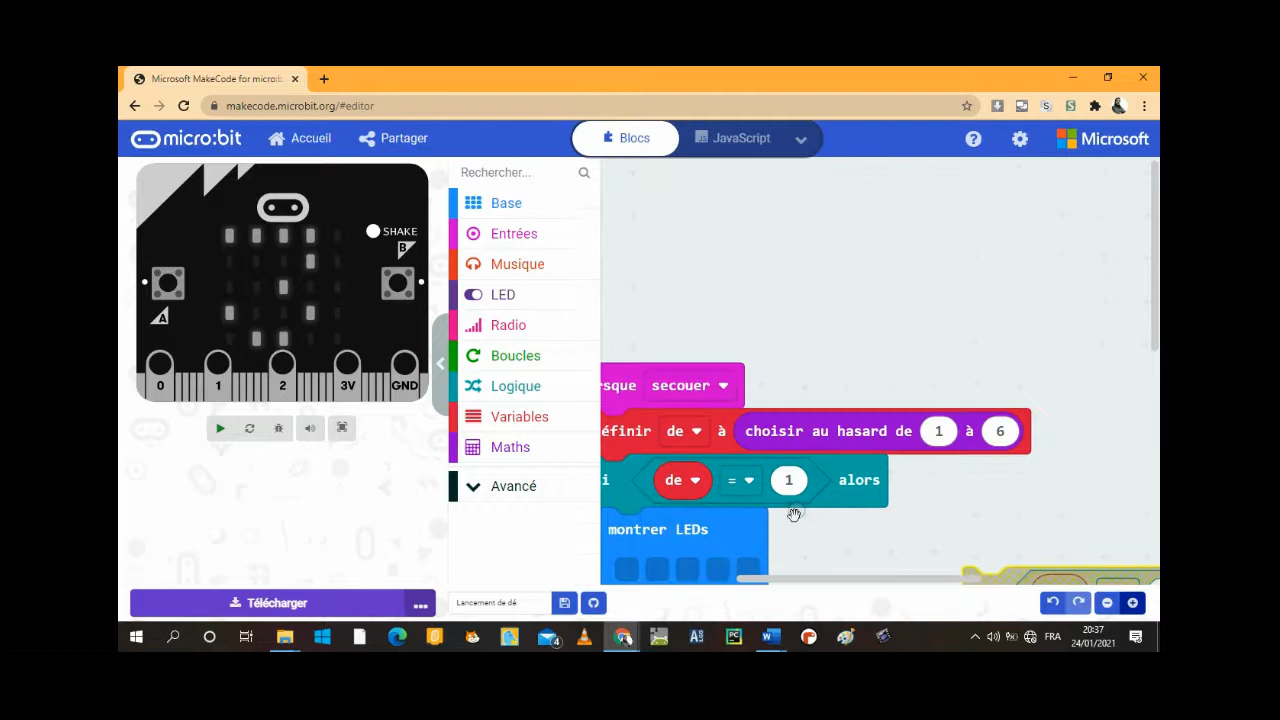 Microsoft MakeCode for micro:b
makecode.microbit.org/#editor
micro:bit
Accueil
Partager
Blocs
JavaScript
Microsoft
SHAKE
B
A
0 1 2 3V GND
Rechercher...
Base
Entrées
Musique
LED
Radio
Boucles
Logique
Variables
Maths
Avancé
rsque secouer
éfinir de à choisir au hasard de 1 à 6
i de = 1 alors
montrer LEDs
Télécharger
Lancement de dé
4
FRA
20:37
24/01/2021